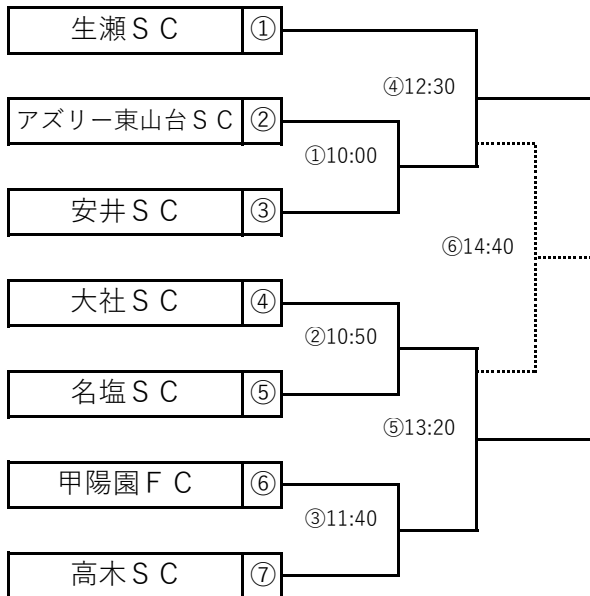 生瀬ＳＣ ①
④12:30
アズリー東山台ＳＣ ②
①10:00
安井ＳＣ ③
⑥14:40
大社ＳＣ ④
②10:50
名塩ＳＣ ⑤
⑤13:20
甲陽園ＦＣ ⑥
③11:40
高木ＳＣ ⑦